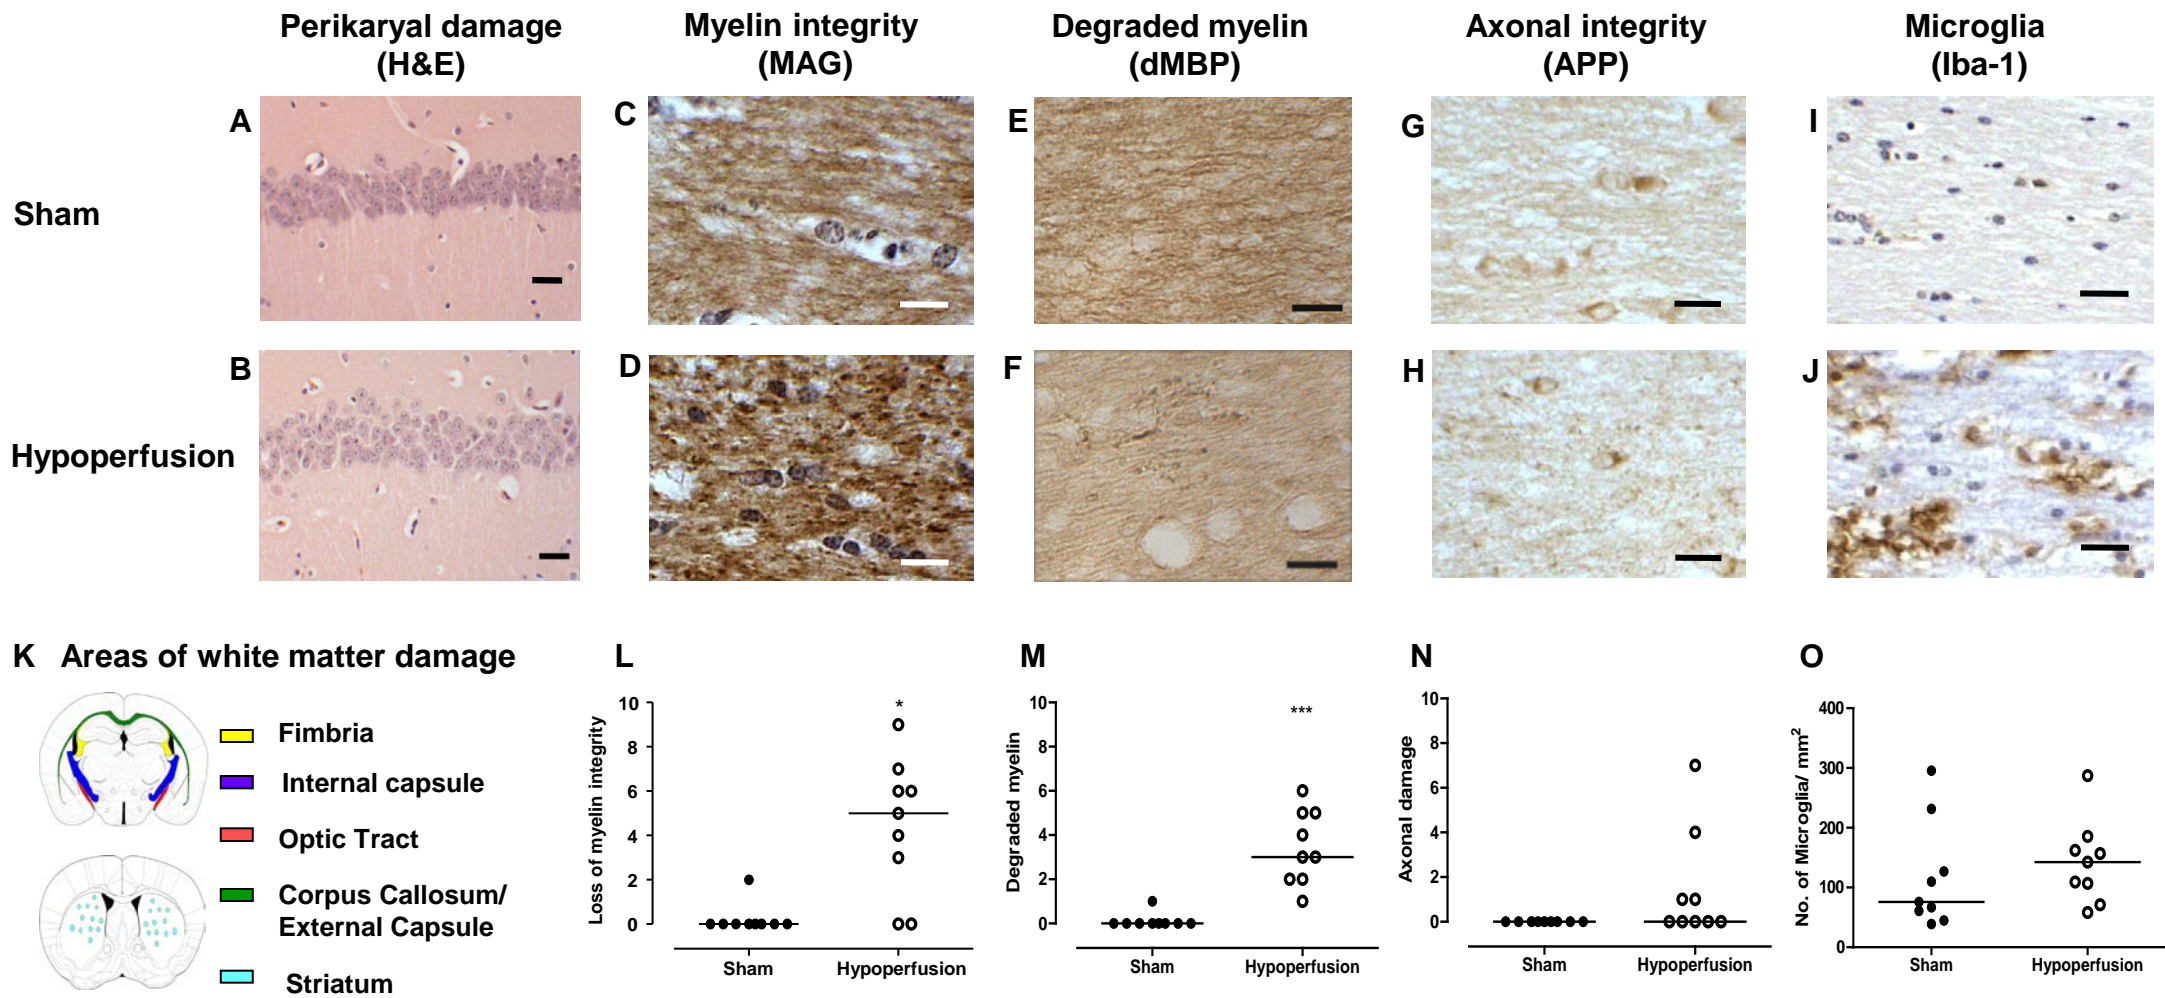 Perikaryal damage
(H&E)
Myelin integrity
(MAG)
Degraded myelin
(dMBP)
Axonal integrity
(APP)
Microglia
(Iba-1)
Sham
A
C
E
G
I
Hypoperfusion
B
D
F
H
J
K Areas of white matter damage
Fimbria
Internal capsule
Optic Tract
Corpus Callosum/
External Capsule
Striatum
L
Loss of myelin integrity
10
8
6
4
2
0
*
Sham
Hypoperfusion
M
Degraded myelin
10
8
6
4
2
0
***
Sham
Hypoperfusion
N
Axonal damage
10
8
6
4
2
0
Sham
Hypoperfusion
O
No. of Microglia/ mm²
400
300
200
100
0
Sham
Hypoperfusion